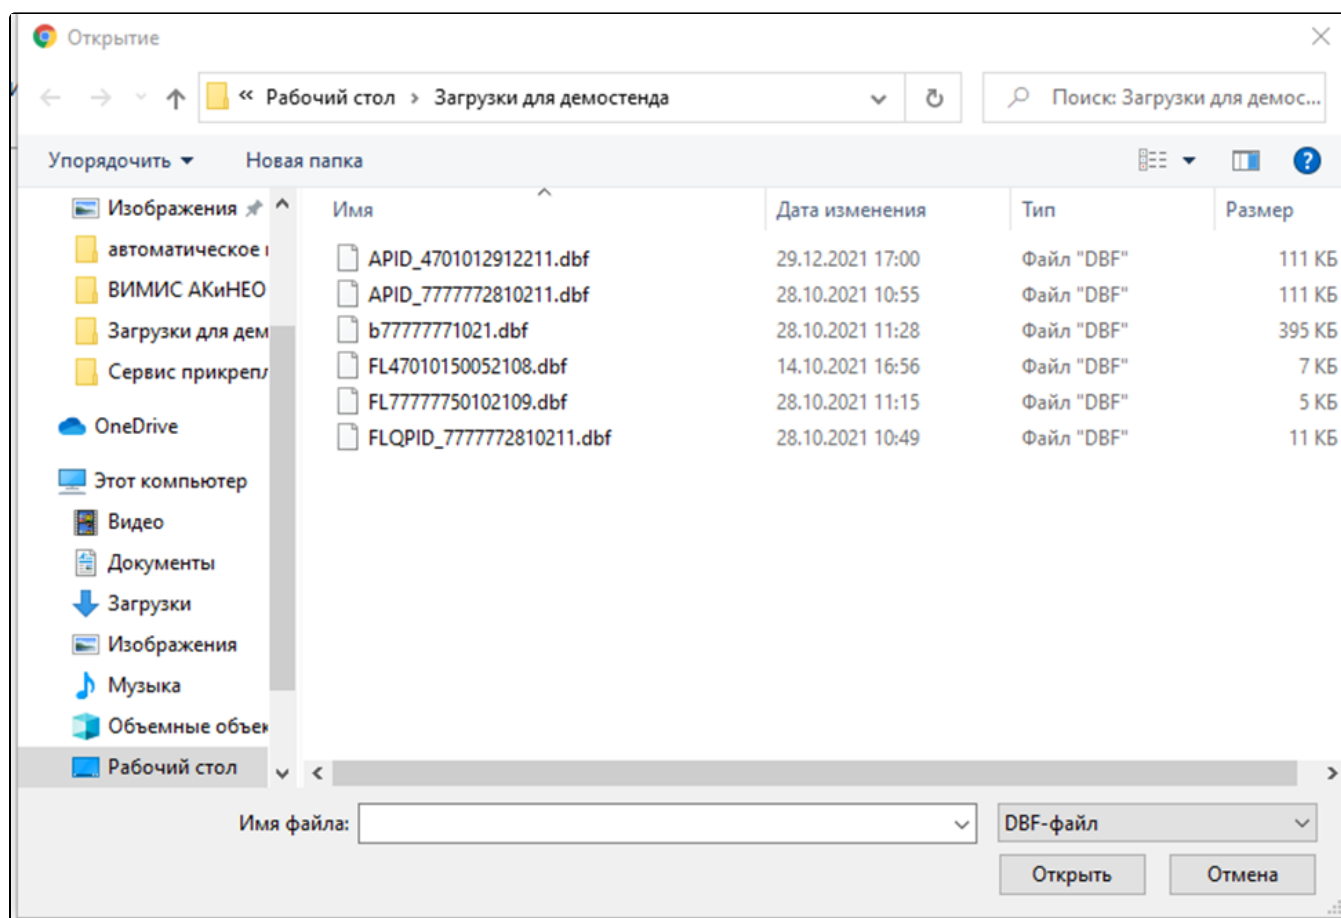 Открытие
« Рабочий стол › Загрузки для демостенда
Поиск: Загрузки для демос...
Упорядочить
Новая папка
Изображения
автоматическое
ВИМИС АКиНЕО
Загрузки для дем
Сервис прикрепл
OneDrive
Этот компьютер
Видео
Документы
Загрузки
Изображения
Музыка
Объемные объек
Рабочий стол
Имя Дата изменения Тип Размер
APID_4701012912211.dbf 29.12.2021 17:00 Файл "DBF" 111 КБ
APID_7777772810211.dbf 28.10.2021 10:55 Файл "DBF" 111 КБ
b77777771021.dbf 28.10.2021 11:28 Файл "DBF" 395 КБ
FL47010150052108.dbf 14.10.2021 16:56 Файл "DBF" 7 КБ
FL77777750102109.dbf 28.10.2021 11:15 Файл "DBF" 5 КБ
FLQPID_7777772810211.dbf 28.10.2021 10:49 Файл "DBF" 11 КБ
Имя файла:
DBF-файл
Открыть
Отмена